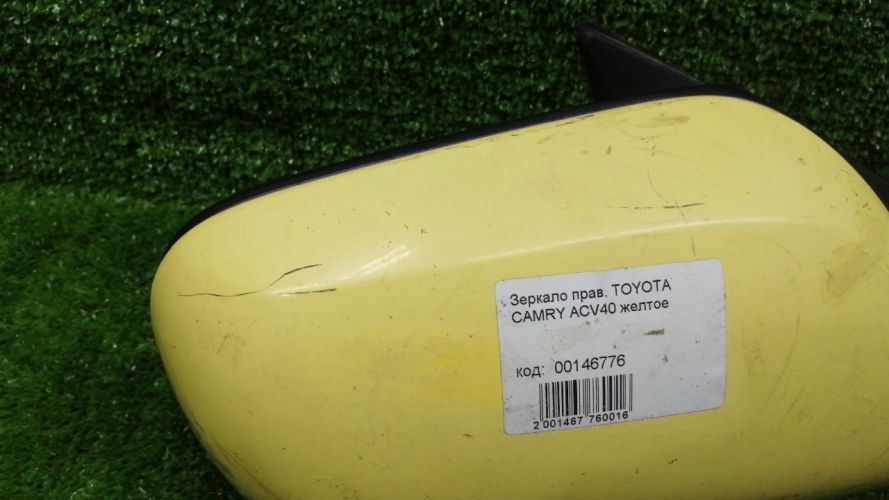 Зеркало прав. TOYOTA
CAMRY ACV40 желтое
код: 00146776
2 001467 760016